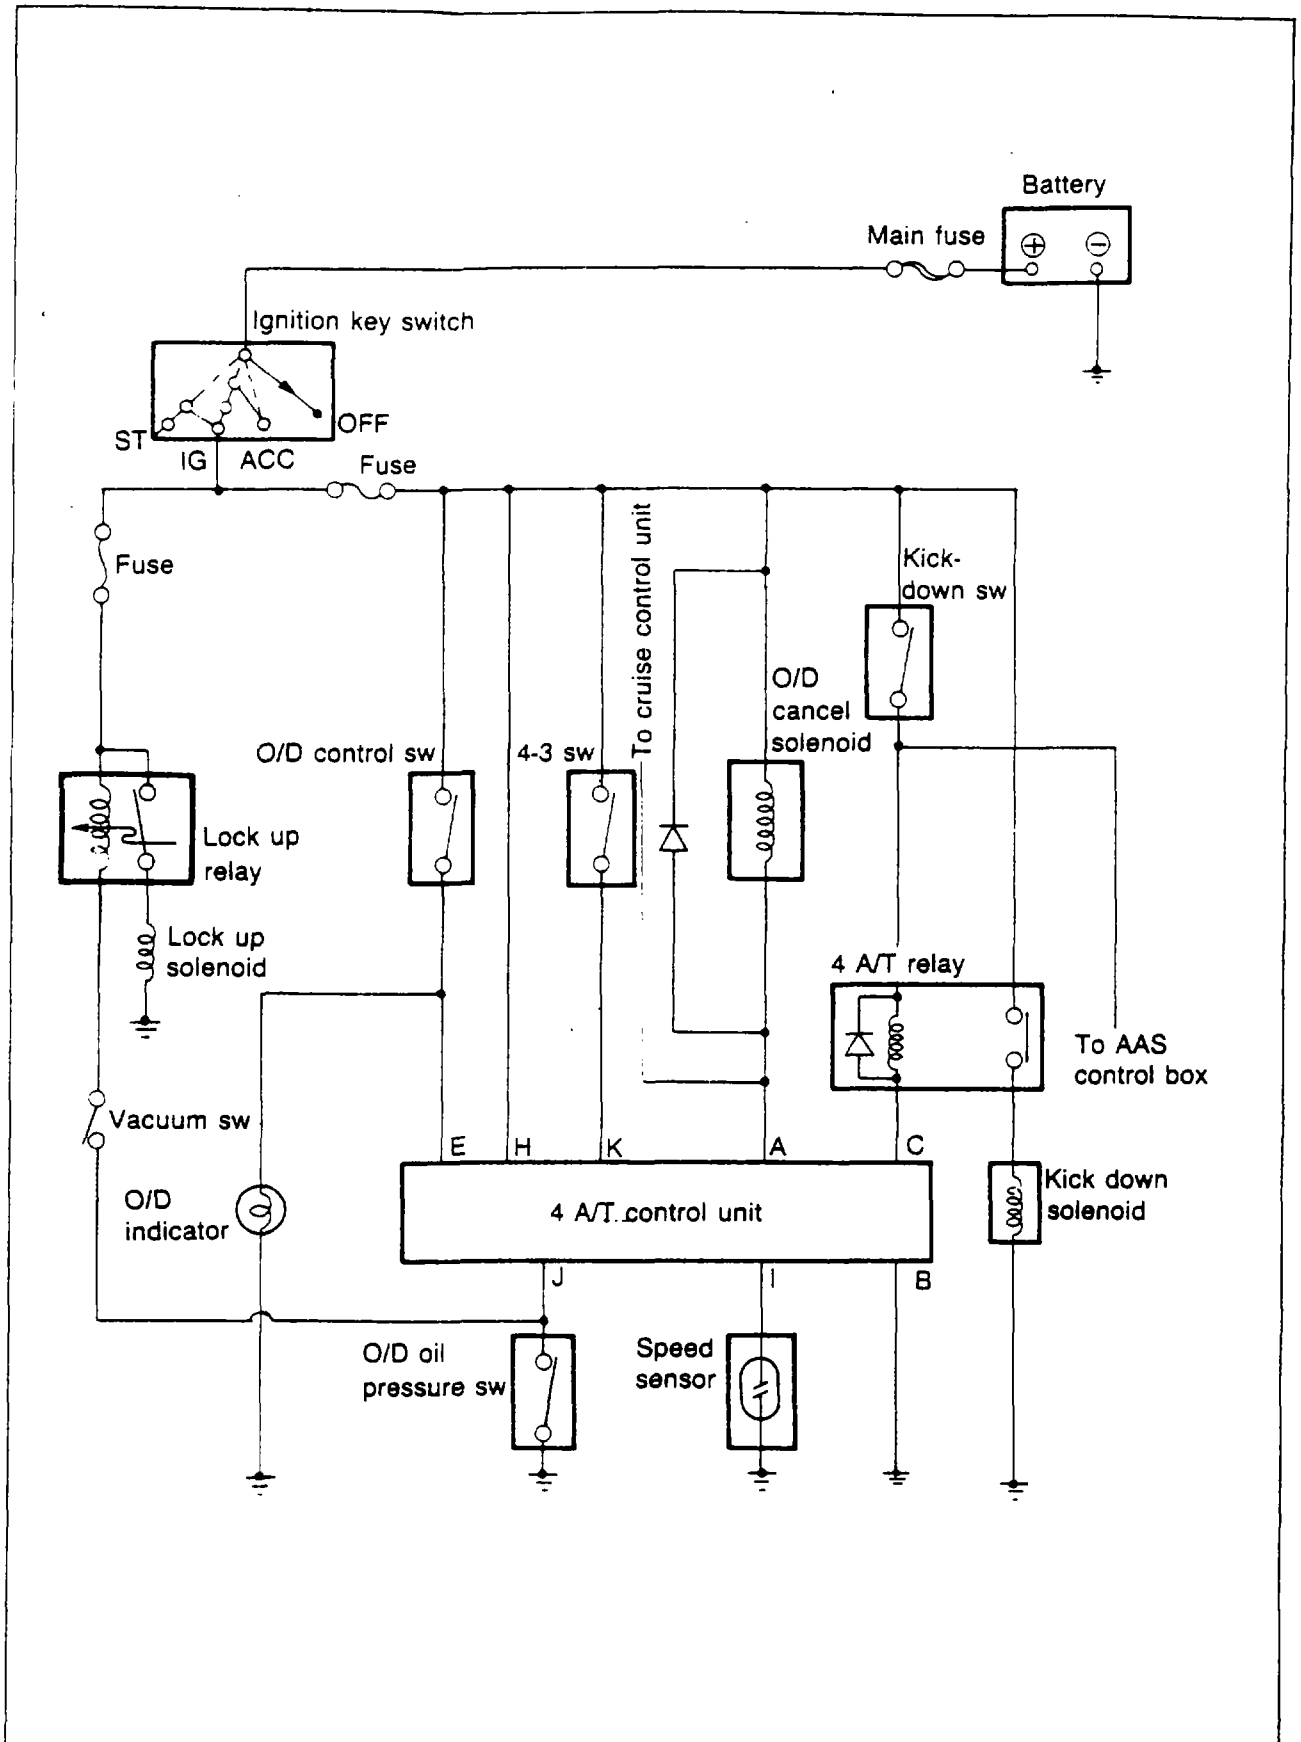 Battery
Main fuse
⊕ ⊖
Ignition key switch
ST
IG
ACC
OFF
Fuse
Fuse
To cruise control unit
Kick-
down sw
O/D
cancel
solenoid
O/D control sw
4-3 sw
Lock up
relay
Lock up
solenoid
4 A/T relay
To AAS
control box
Vacuum sw
E H K A C
O/D
indicator
4 A/T control unit
Kick down
solenoid
J I B
O/D oil
pressure sw
Speed
sensor